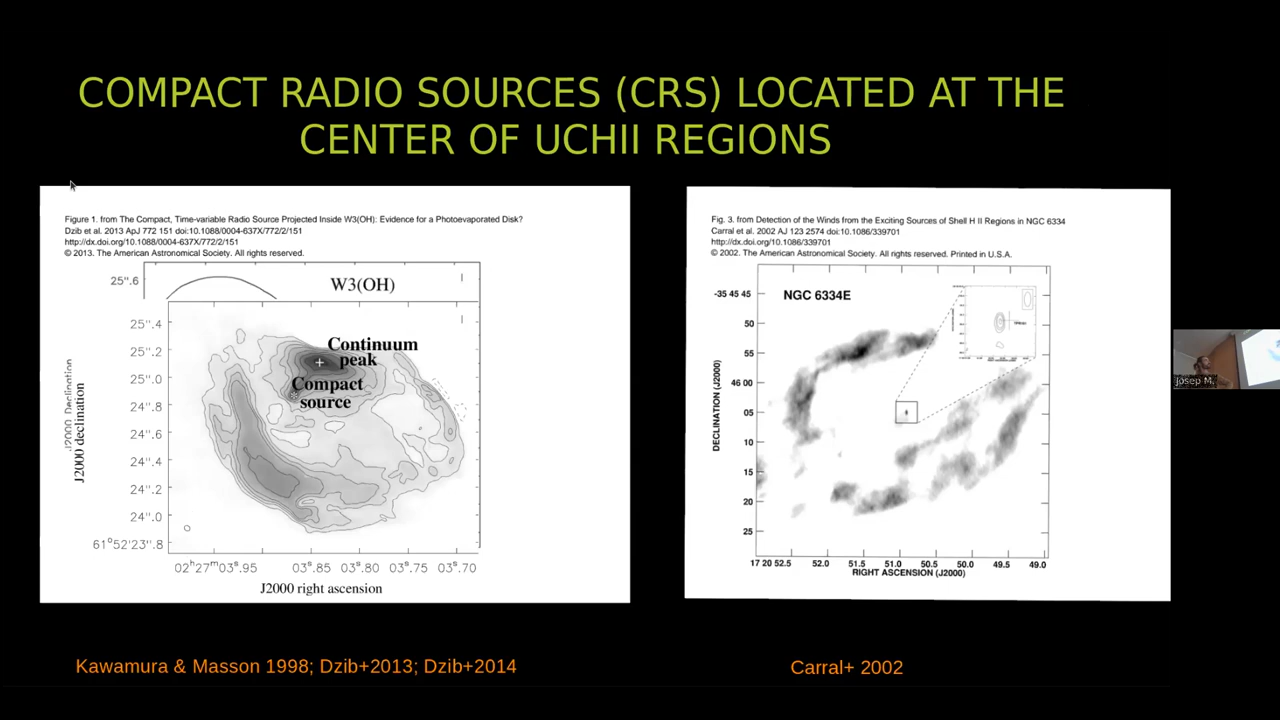 COMPACT RADIO SOURCES (CRS) LOCATED AT THE
CENTER OF UCHII REGIONS
Figure 1. from The Compact, Time-variable Radio Source Projected Inside W3(OH): Evidence for a Photoevaporated Disk?
Dzib et al. 2013 ApJ 772 151 doi:10.1088/0004-637X/772/2/151
http://dx.doi.org/10.1088/0004-637X/772/2/151
© 2013. The American Astronomical Society. All rights reserved.
25".6
W3(OH)
25".4
25".2
25".0
24".8
24".6
24".4
24".2
24".0
61°52'23".8
Continuum
peak
Compact
source
J2000 Declination
J2000 declination
02ʰ27ᵐ03ˢ.95
03ˢ.85
03ˢ.80
03ˢ.75
03ˢ.70
J2000 right ascension
Fig. 3. from Detection of the Winds from the Exciting Sources of Shell H II Regions in NGC 6334
Carral et al. 2002 AJ 123 2574 doi:10.1086/339701
http://dx.doi.org/10.1086/339701
© 2002. The American Astronomical Society. All rights reserved. Printed in U.S.A.
-35 45 45
NGC 6334E
50
55
46 00
05
10
15
20
25
DECLINATION (J2000)
17 20 52.5
52.0
51.5
51.0
50.5
50.0
49.5
49.0
RIGHT ASCENSION (J2000)
Josep M.
Kawamura & Masson 1998; Dzib+2013; Dzib+2014
Carral+ 2002